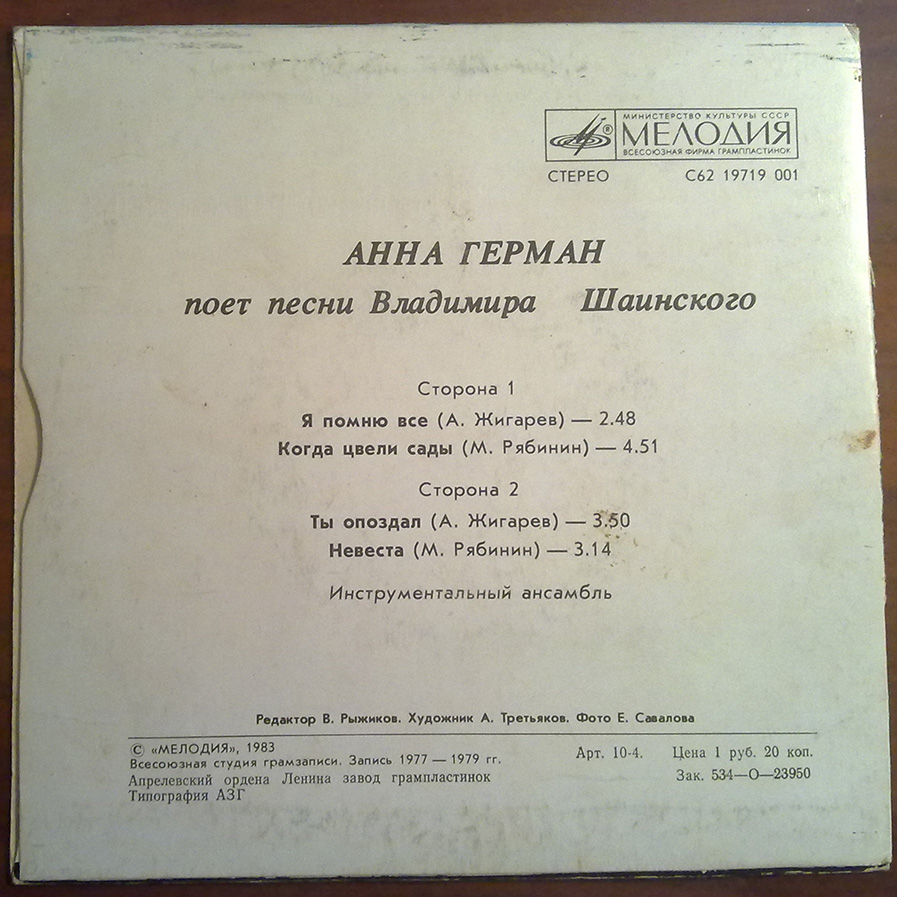 МИНИСТЕРСТВО КУЛЬТУРЫ СССР
МЕЛОДИЯ
ВСЕСОЮЗНАЯ ФИРМА ГРАМПЛАСТИНОК
СТЕРЕО С62 19719 001
АННА ГЕРМАН
поет песни Владимира Шаинского
Сторона 1
Я помню все (А. Жигарев) — 2.48
Когда цвели сады (М. Рябинин) — 4.51
Сторона 2
Ты опоздал (А. Жигарев) — 3.50
Невеста (М. Рябинин) — 3.14
Инструментальный ансамбль
Редактор В. Рыжиков. Художник А. Третьяков. Фото Е. Савалова
© «МЕЛОДИЯ», 1983 Арт. 10-4. Цена 1 руб. 20 коп.
Всесоюзная студия грамзаписи. Запись 1977 — 1979 гг.
Апрелевский ордена Ленина завод грампластинок Зак. 534—О—23950
Типография АЗГ